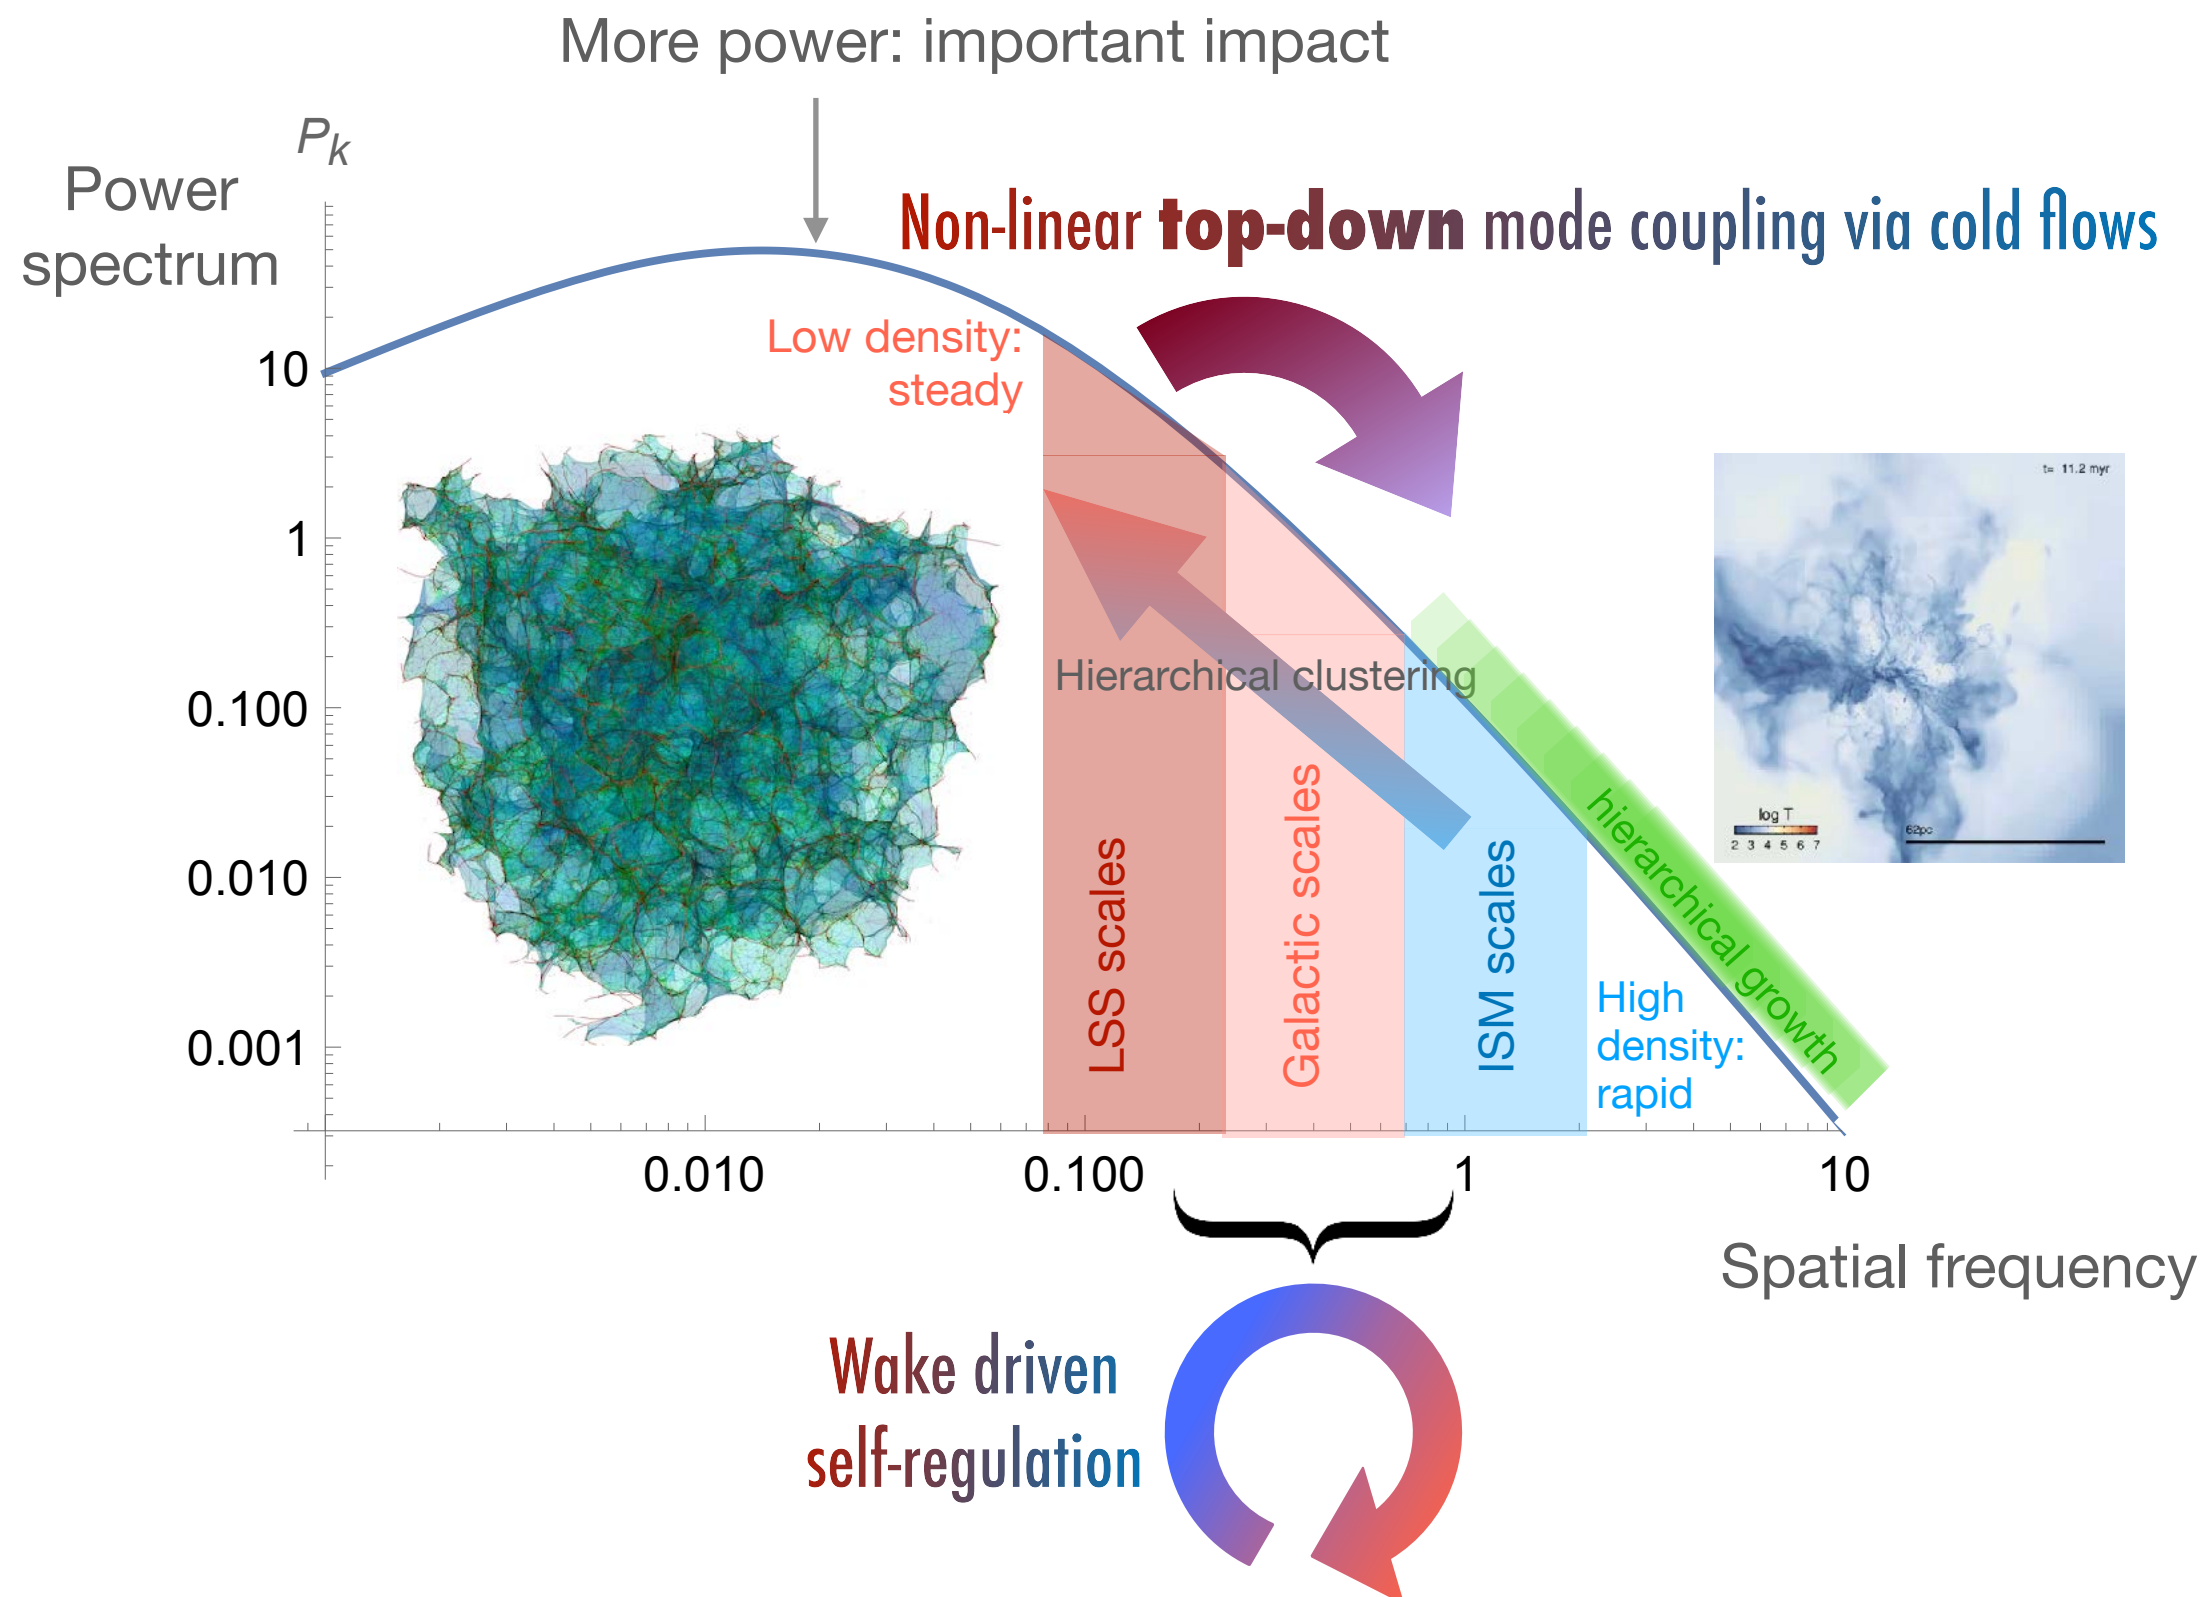 More power: important impact
P_k
Power
spectrum
Non-linear top-down mode coupling via cold flows
Low density:
steady
10
1
0.100
0.010
0.001
t= 11.2 myr
log T
2 3 4 5 6 7
62pc
Hierarchical clustering
LSS scales
Galactic scales
ISM scales
hierarchical growth
High
density:
rapid
0.010
0.100
1
10
Spatial frequency
Wake driven
self-regulation